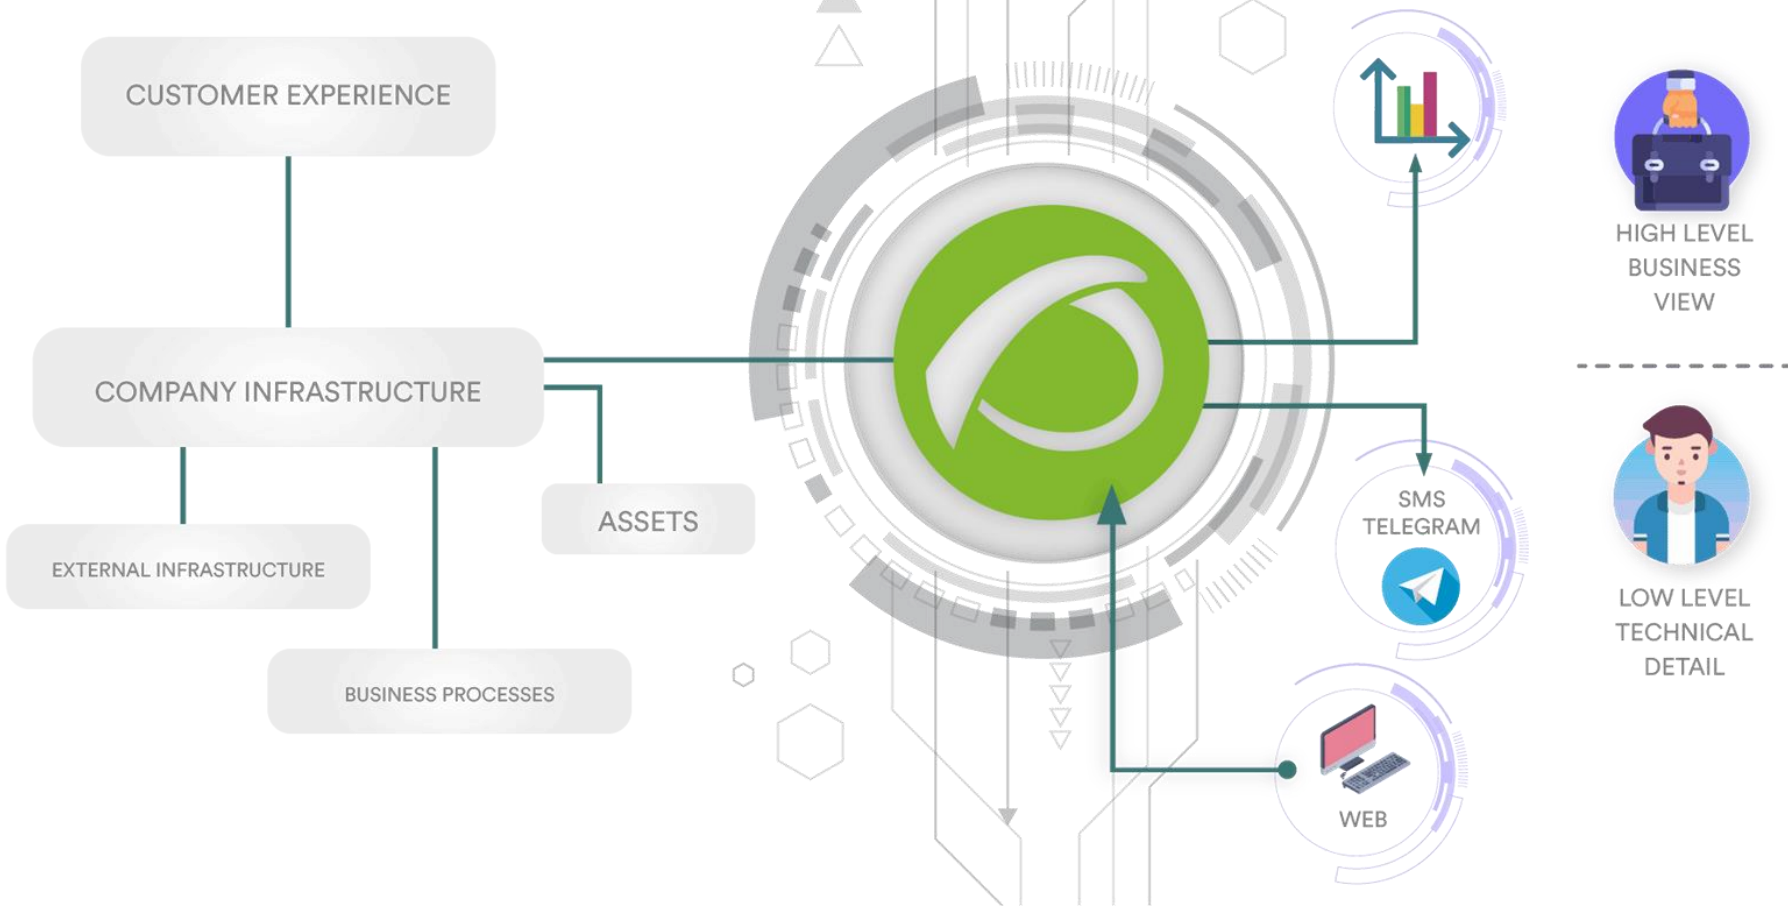 CUSTOMER EXPERIENCE
COMPANY INFRASTRUCTURE
ASSETS
EXTERNAL INFRASTRUCTURE
BUSINESS PROCESSES
SMS
TELEGRAM
WEB
HIGH LEVEL
BUSINESS
VIEW
LOW LEVEL
TECHNICAL
DETAIL